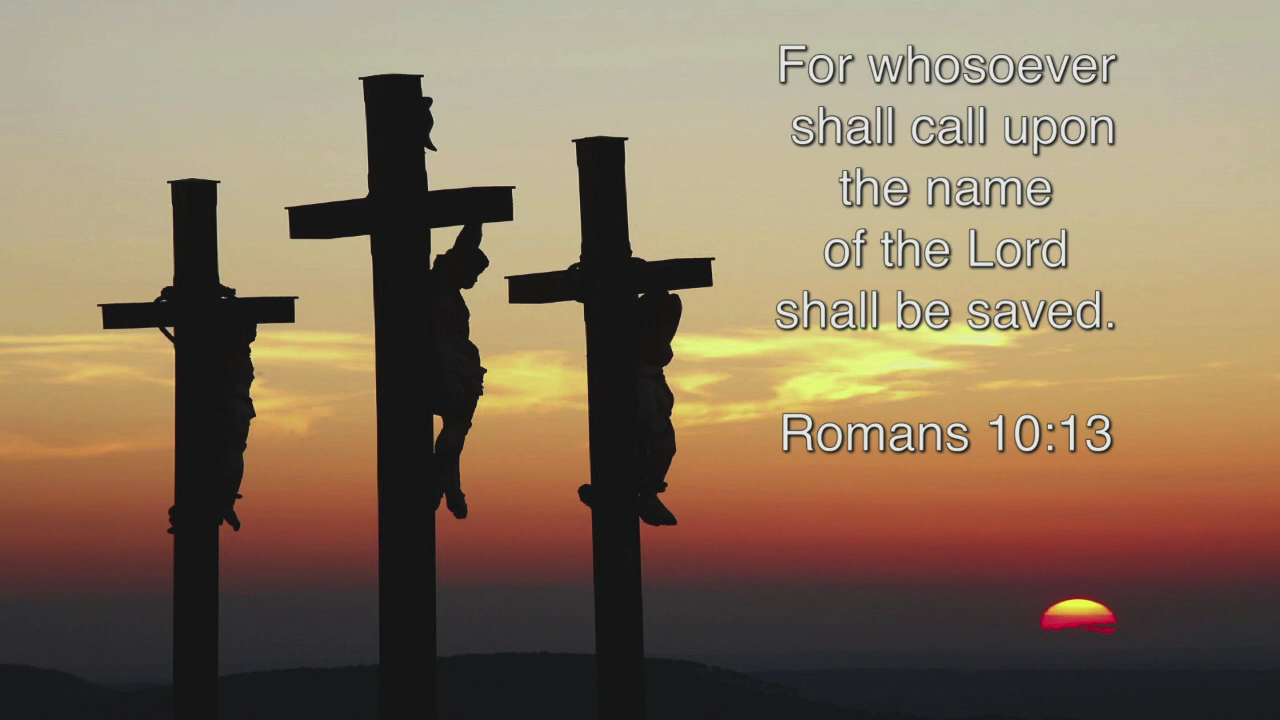 For whosoever
shall call upon
the name
of the Lord
shall be saved.
Romans 10:13